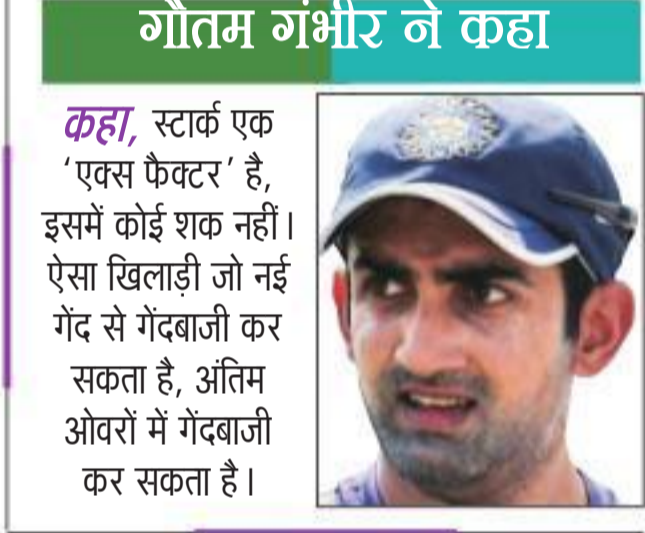 गौतम गंभीर ने कहा
कहा, स्टार्क एक
‘एक्स फैक्टर’ है,
इसमें कोई शक नहीं।
ऐसा खिलाड़ी जो नई
गेंद से गेंदबाजी कर
सकता है, अंतिम
ओवरों में गेंदबाजी
कर सकता है।